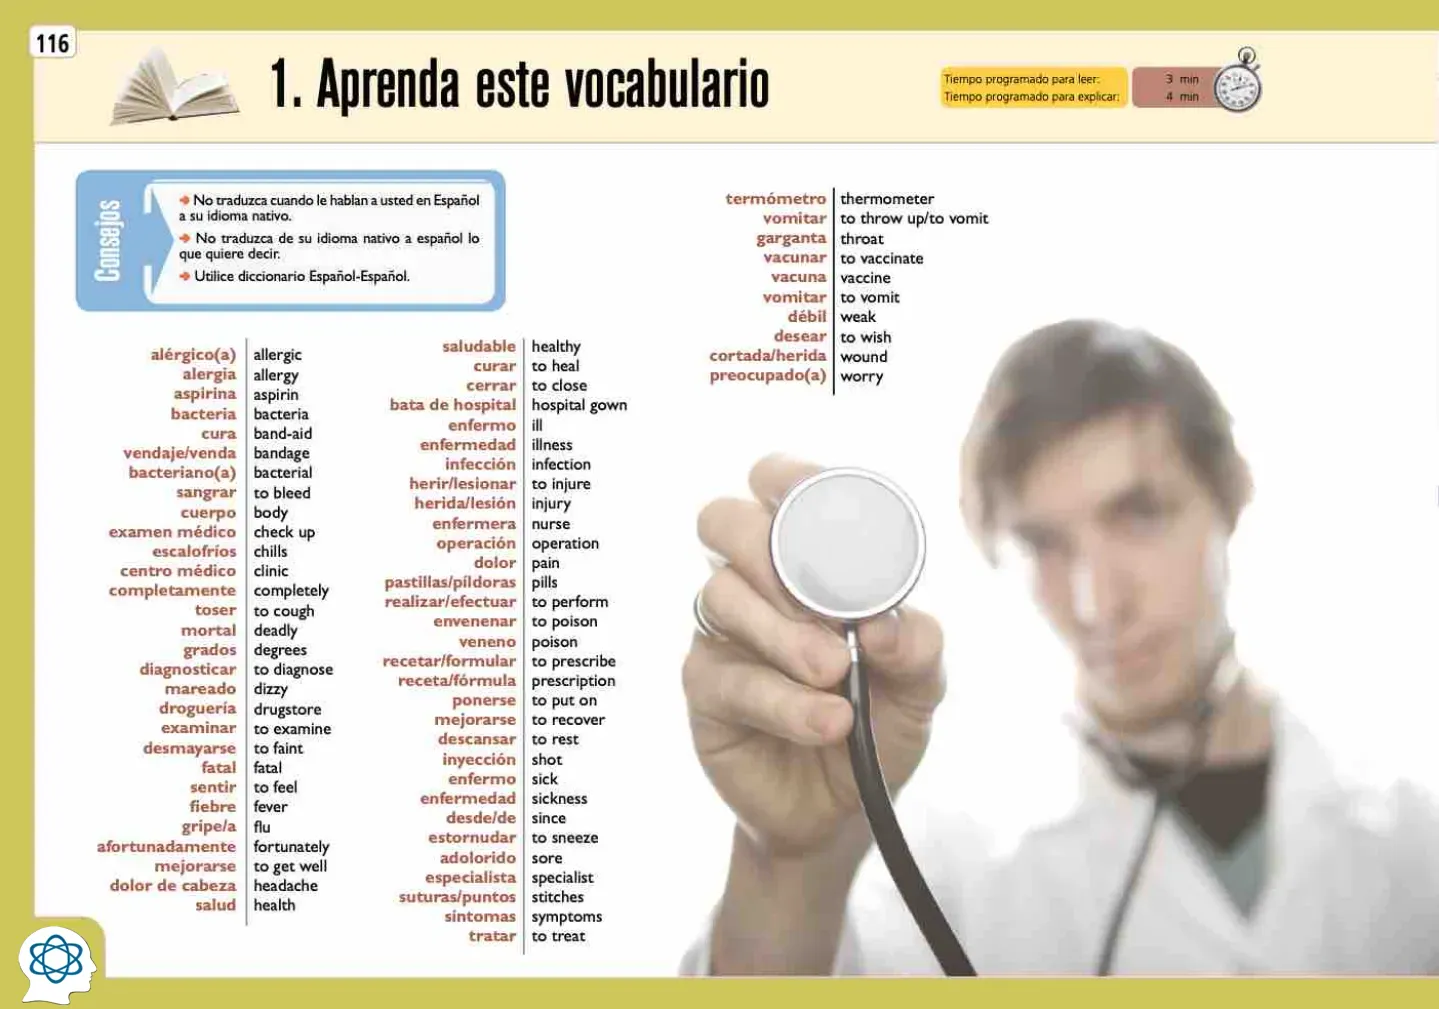 116
1. Aprenda este vocabulario
Tiempo programado para leer: 3 min
Tiempo programado para explicar: 4 min
Consejos
No traduzca cuando le hablan a usted en Español
a su idioma nativo.
No traduzca de su idioma nativo a español lo
que quiere decir.
Utilice diccionario Español-Español.
alérgico(a) allergic
alergia allergy
aspirina aspirin
bacteria bacteria
cura band-aid
vendaje/venda bandage
bacteriano(a) bacterial
sangrar to bleed
cuerpo body
examen médico check up
escalofríos chills
centro médico clinic
completamente completely
toser to cough
mortal deadly
grados degrees
diagnosticar to diagnose
mareado dizzy
droguería drugstore
examinar to examine
desmayarse to faint
fatal fatal
sentir to feel
fiebre fever
gripe/a flu
afortunadamente fortunately
mejorarse to get well
dolor de cabeza headache
salud health
saludable healthy
curar to heal
cerrar to close
bata de hospital hospital gown
enfermo ill
enfermedad illness
infección infection
herir/lesionar to injure
herida/lesión injury
enfermera nurse
operación operation
dolor pain
pastillas/píldoras pills
realizar/efectuar to perform
envenenar to poison
veneno poison
recetar/formular to prescribe
receta/fórmula prescription
ponerse to put on
mejorarse to recover
descansar to rest
inyección shot
enfermo sick
enfermedad sickness
desde/de since
estornudar to sneeze
adolorido sore
especialista specialist
suturas/puntos stitches
síntomas symptoms
tratar to treat
termómetro thermometer
vomitar to throw up/to vomit
garganta throat
vacunar to vaccinate
vacuna vaccine
vomitar to vomit
débil weak
desear to wish
cortada/herida wound
preocupado(a) worry